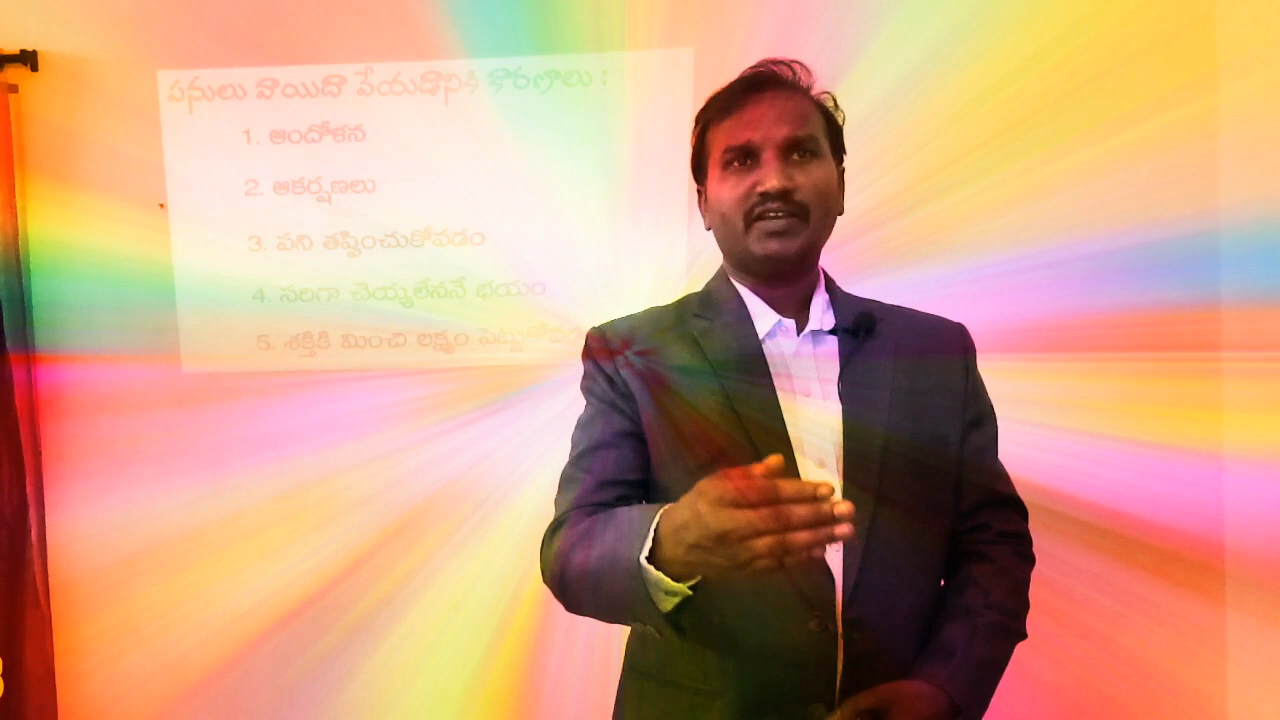 పనులు వాయిదా వేయడానికి కారణాలు :
1. ఆందోళన
2. ఆకర్షణలు
3. పని తప్పించుకోవడం
4. సరిగా చెయ్యలేననే భయం
5. శక్తికి మించి లక్ష్యం